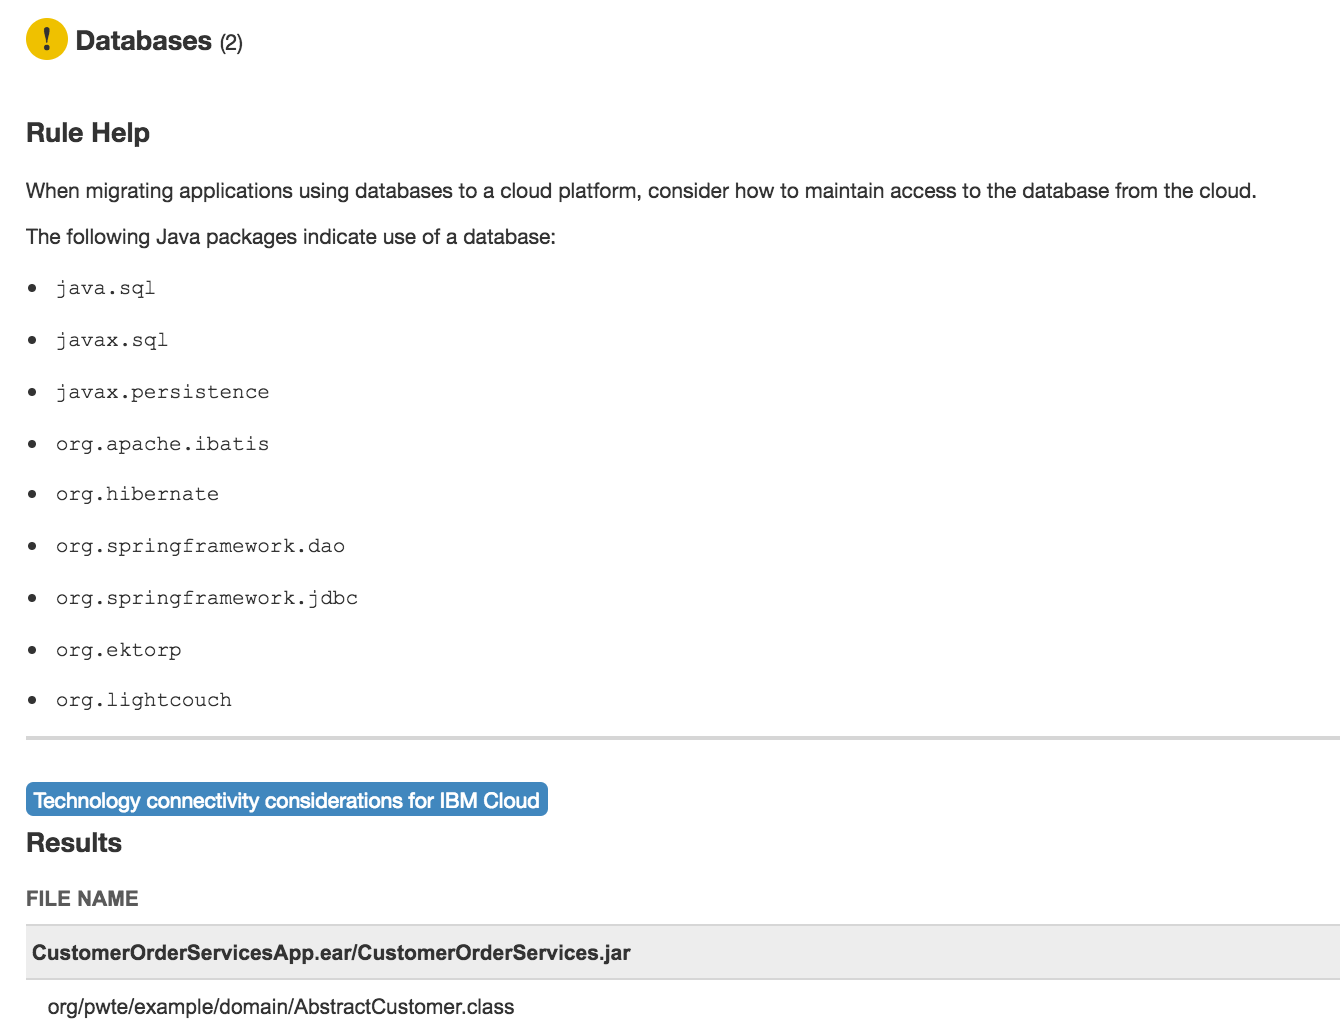 ! Databases (2)
Rule Help
When migrating applications using databases to a cloud platform, consider how to maintain access to the database from the cloud.
The following Java packages indicate use of a database:
• java.sql
• javax.sql
• javax.persistence
• org.apache.ibatis
• org.hibernate
• org.springframework.dao
• org.springframework.jdbc
• org.ektorp
• org.lightcouch
Technology connectivity considerations for IBM Cloud
Results
FILE NAME
CustomerOrderServicesApp.ear/CustomerOrderServices.jar
org/pwte/example/domain/AbstractCustomer.class